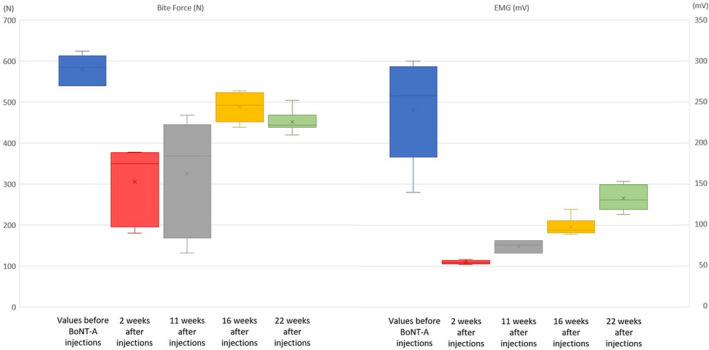 (N)
Bite Force (N)
EMG (mV)
(mV)
700
600
500
400
300
200
100
0
350
300
250
200
150
100
50
0
Values before
BoNT-A
injections
2 weeks
after
injections
11 weeks
after
injections
16 weeks
after
injections
22 weeks
after
injections
Values before
BoNT-A
injections
2 weeks
after
injections
11 weeks
after
injections
16 weeks
after
injections
22 weeks
after
injections